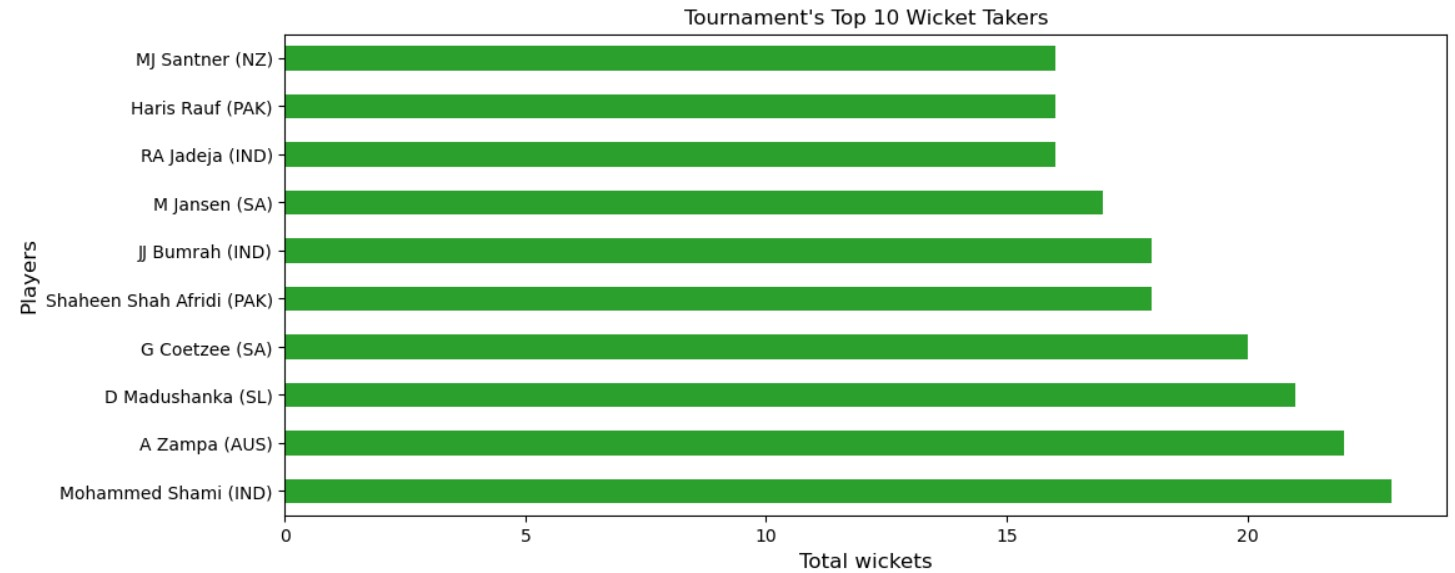 Tournament's Top 10 Wicket Takers
MJ Santner (NZ)
Haris Rauf (PAK)
RA Jadeja (IND)
M Jansen (SA)
JJ Bumrah (IND)
Shaheen Shah Afridi (PAK)
G Coetzee (SA)
D Madushanka (SL)
A Zampa (AUS)
Mohammed Shami (IND)
Players
0 5 10 15 20
Total wickets